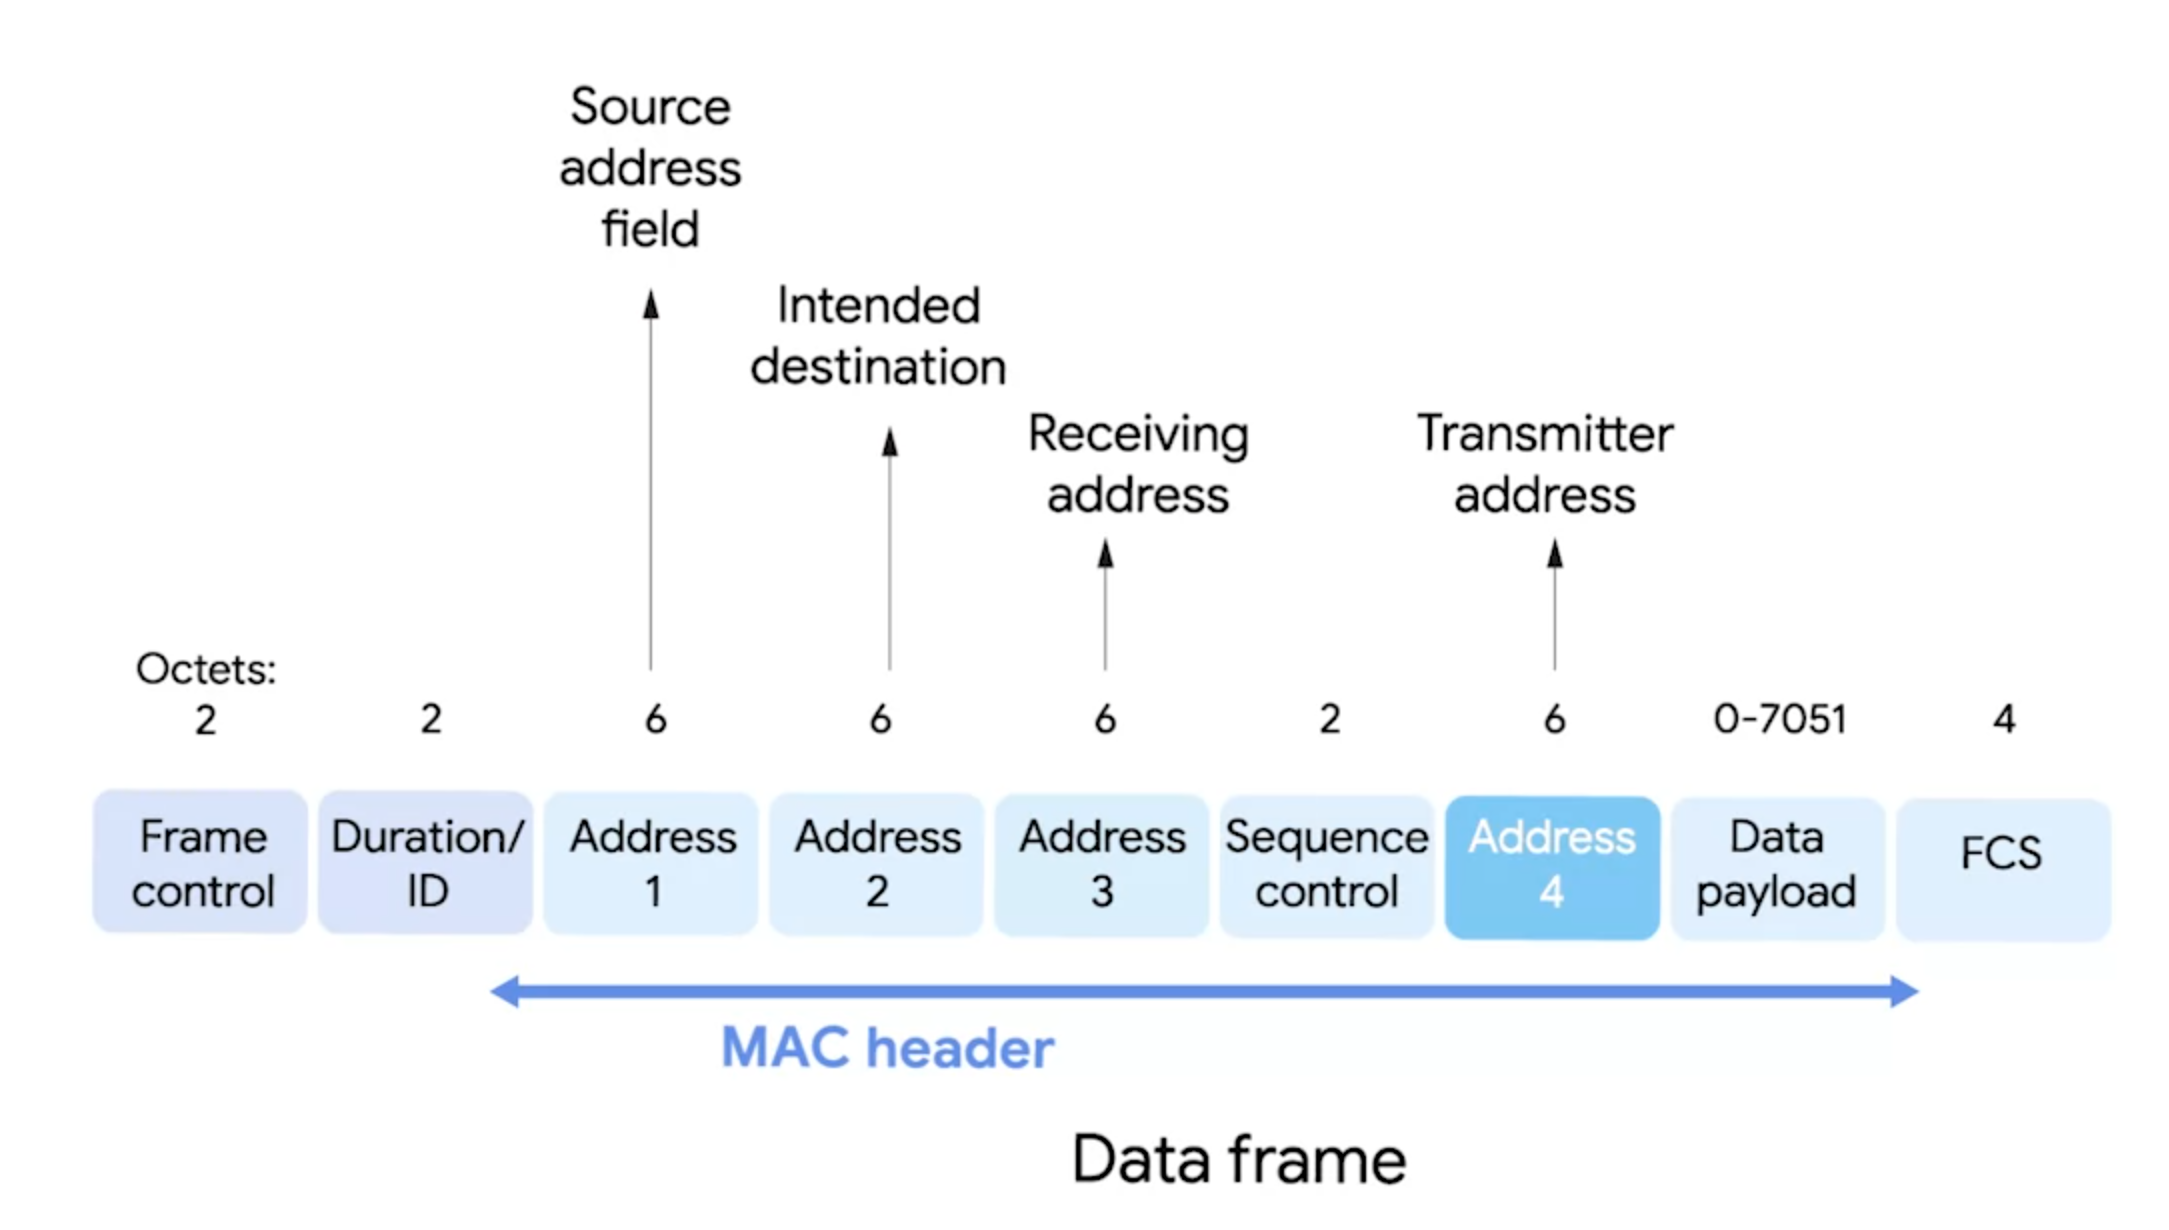 Source
address
field
Intended
destination
Receiving
address
Transmitter
address
Octets:
2 2 6 6 6 2 6 0-7051 4
Frame
control
Duration/
ID
Address
1
Address
2
Address
3
Sequence
control
Address
4
Data
payload
FCS
MAC header
Data frame